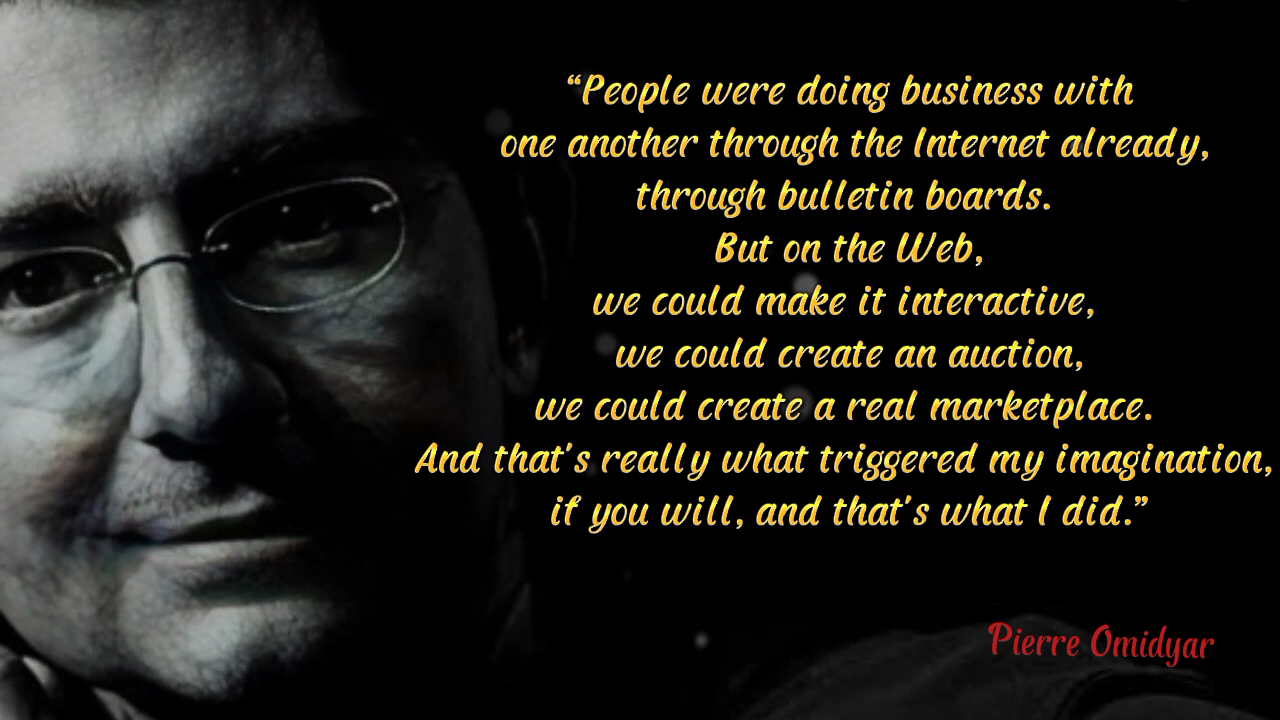 “People were doing business with
one another through the Internet already,
through bulletin boards.
But on the Web,
we could make it interactive,
we could create an auction,
we could create a real marketplace.
And that's really what triggered my imagination,
if you will, and that's what I did.”
Pierre Omidyar